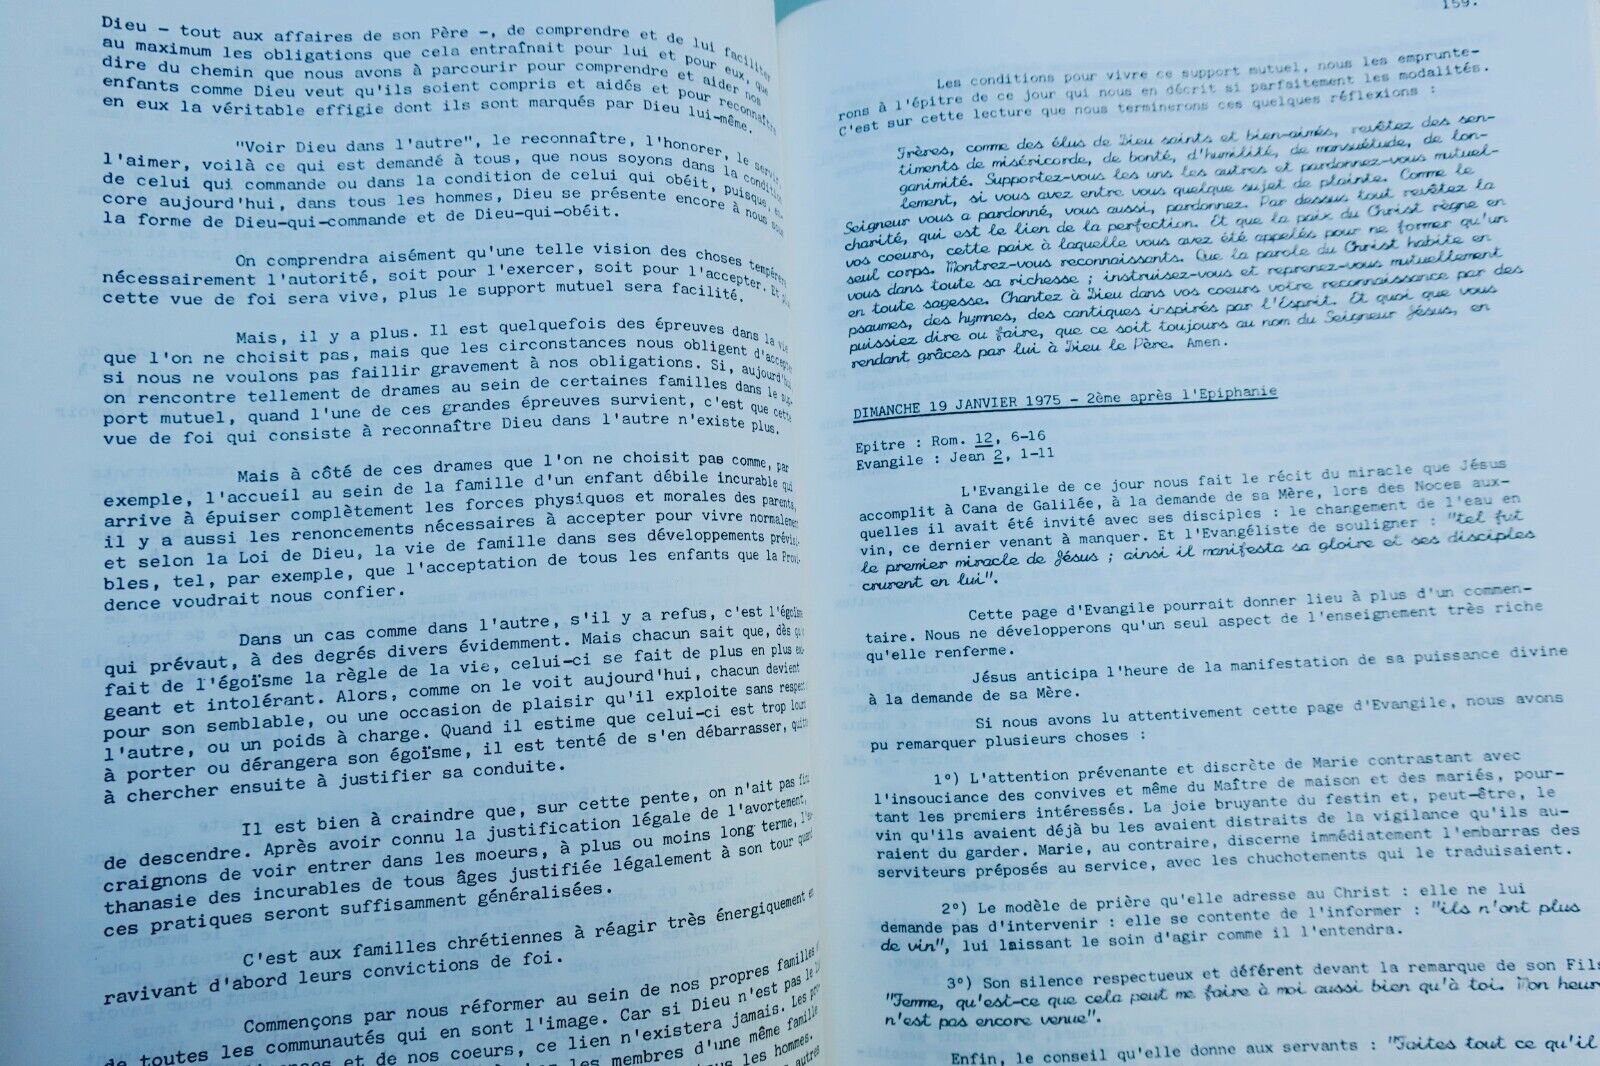 Dieu - tout aux affaires de son Père -, de comprendre et de lui faciliter
au maximum les obligations que cela entraînait pour lui et pour eux, que
dire du chemin que nous avons à parcourir pour comprendre et aider nos
enfants comme Dieu veut qu'ils soient compris et aidés et pour reconnaître
en eux la véritable effigie dont ils sont marqués par Dieu lui-même.
"Voir Dieu dans l'autre", le reconnaître, l'honorer, le servir
l'aimer, voilà ce qui est demandé à tous, que nous soyons dans la condition
de celui qui commande ou dans la condition de celui qui obéit, puisque, en-
core aujourd'hui, dans tous les hommes, Dieu se présente encore à nous sous
la forme de Dieu-qui-commande et de Dieu-qui-obéit.
On comprendra aisément qu'une telle vision des choses tempérera
nécessairement l'autorité, soit pour l'exercer, soit pour l'accepter. Et
cette vue de foi sera vive, plus le support mutuel sera facilité.
Mais, il y a plus. Il est quelquefois des épreuves dans la vie
que l'on ne choisit pas, mais que les circonstances nous obligent d'accepter
si nous ne voulons pas faillir gravement à nos obligations. Si, aujourd'hui
on rencontre tellement de drames au sein de certaines familles dans le sup-
port mutuel, quand l'une de ces grandes épreuves survient, c'est que cette
vue de foi qui consiste à reconnaître Dieu dans l'autre n'existe plus.
Mais à côté de ces drames que l'on ne choisit pas comme, par
exemple, l'accueil au sein de la famille d'un enfant débile incurable qui
arrive à épuiser complètement les forces physiques et morales des parents,
il y a aussi les renoncements nécessaires à accepter pour vivre normalement
et selon la Loi de Dieu, la vie de famille dans ses développements prévisi-
bles, tel, par exemple, que l'acceptation de tous les enfants que la Provi-
dence voudrait nous confier.
Dans un cas comme dans l'autre, s'il y a refus, c'est l'égoïsme
qui prévaut, à des degrés divers évidemment. Mais chacun sait que, dès
fait de l'égoïsme la règle de la vie, celui-ci se fait de plus en plus exi-
geant et intolérant. Alors, comme on le voit aujourd'hui, chacun devient
pour son semblable, ou une occasion de plaisir qu'il exploite sans respect
l'autre, ou un poids à charge. Quand il estime que celui-ci est trop lourd
à porter ou dérangera son égoïsme, il est tenté de s'en débarrasser, quitte
à chercher ensuite à justifier sa conduite.
Il est bien à craindre que, sur cette pente, on n'ait pas fini
de descendre. Après avoir connu la justification légale de l'avortement,
craignons de voir entrer dans les moeurs, à plus ou moins long terme, l'eu-
thanasie des incurables de tous âges justifiée légalement à son tour quand
ces pratiques seront suffisamment généralisées.
C'est aux familles chrétiennes à réagir très énergiquement en
ravivant d'abord leurs convictions de foi.
Commençons par nous réformer au sein de nos propres familles
de toutes les communautés qui en sont l'image. Car si Dieu n'est pas le
et de nos coeurs, ce lien n'existera jamais. Les
les membres d'une même famille
les hommes.
autres
159.
Les conditions pour vivre ce support mutuel, nous les emprunte-
rons à l'épitre de ce jour qui nous en décrit si parfaitement les modalités.
C'est sur cette lecture que nous terminerons ces quelques réflexions :
Frères, comme des élus de Dieu saints et bien-aimés, revêtez des sen-
timents de miséricorde, de bonté, d'humilité, de mansuétude, de lon-
ganimité. Supportez-vous les uns les autres et pardonnez-vous mutuel-
lement, si vous avez entre vous quelque sujet de plainte. Comme le
Seigneur vous a pardonné, vous aussi, pardonnez. Par dessus tout revêtez la
charité, qui est le lien de la perfection. Et que la paix du Christ règne en
vos coeurs, cette paix à laquelle vous avez été appelés pour ne former qu'un
seul corps. Montrez-vous reconnaissants. Que la parole du Christ habite en
vous dans toute sa richesse ; instruisez-vous et reprenez-vous mutuellement
en toute sagesse. Chantez à Dieu dans vos coeurs votre reconnaissance par des
psaumes, des hymnes, des cantiques inspirés par l'Esprit. Et quoi que vous
puissiez dire ou faire, que ce soit toujours au nom du Seigneur Jésus, en
rendant grâces par lui à Dieu le Père. Amen.
DIMANCHE 19 JANVIER 1975 - 2ème après l'Epiphanie
Epitre : Rom. 12, 6-16
Evangile : Jean 2, 1-11
L'Evangile de ce jour nous fait le récit du miracle que Jésus
accomplit à Cana de Galilée, à la demande de sa Mère, lors des Noces aux-
quelles il avait été invité avec ses disciples : le changement de l'eau en
vin, ce dernier venant à manquer. Et l'Evangéliste de souligner : "tel fut
le premier miracle de Jésus ; ainsi il manifesta sa gloire et ses disciples
crurent en lui".
Cette page d'Evangile pourrait donner lieu à plus d'un commen-
taire. Nous ne développerons qu'un seul aspect de l'enseignement très riche
qu'elle renferme.
Jésus anticipa l'heure de la manifestation de sa puissance divine
à la demande de sa Mère.
Si nous avons lu attentivement cette page d'Evangile, nous avons
pu remarquer plusieurs choses :
1°) L'attention prévenante et discrète de Marie contrastant avec
l'insouciance des convives et même du Maître de maison et des mariés, pour-
tant les premiers intéressés. La joie bruyante du festin et, peut-être, le
vin qu'ils avaient déjà bu les avaient distraits de la vigilance qu'ils au-
raient du garder. Marie, au contraire, discerne immédiatement l'embarras des
serviteurs préposés au service, avec les chuchotements qui le traduisaient.
2°) Le modèle de prière qu'elle adresse au Christ : elle ne lui
demande pas d'intervenir : elle se contente de l'informer : "ils n'ont plus
de vin", lui laissant le soin d'agir comme il l'entendra.
3°) Son silence respectueux et déférent devant la remarque de son Fils
"Femme, qu'est-ce que cela peut me faire à moi aussi bien qu'à toi. Mon heure
n'est pas encore venue".
Enfin, le conseil qu'elle donne aux servants : "Faites tout ce qu'il